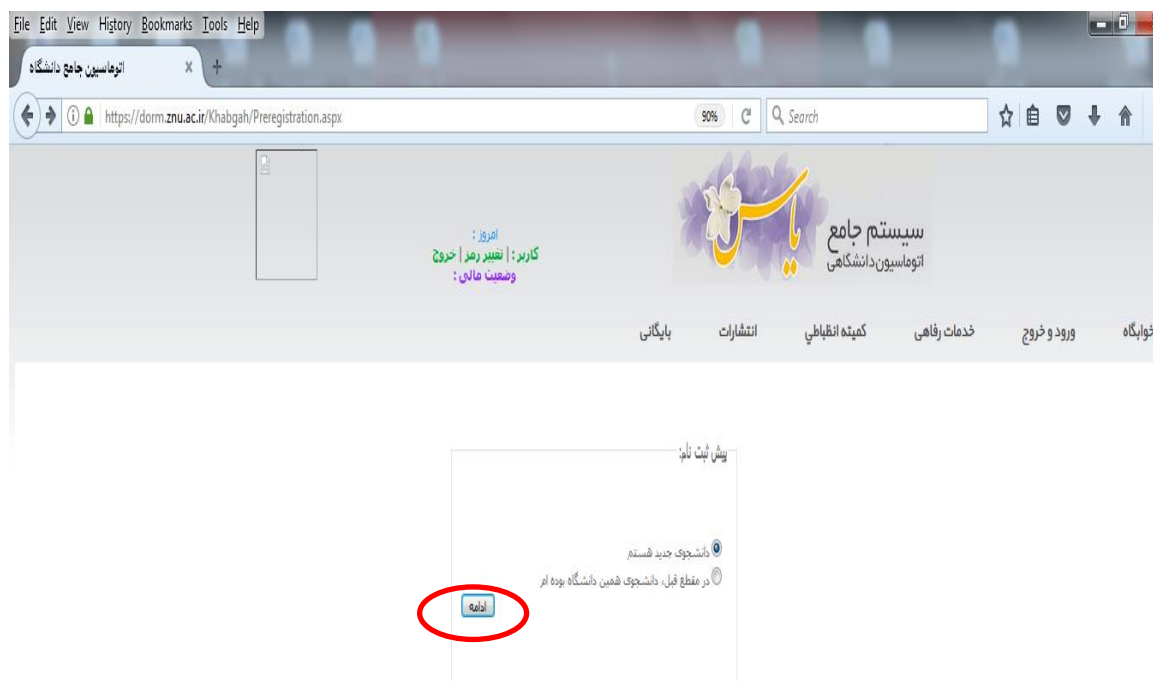 File Edit View History Bookmarks Tools Help
اتوماسیون جامع دانشگاه
https://dorm.znu.ac.ir/Khabgah/Preregistration.aspx
90%
Search
یاس
سیستم جامع
اتوماسیون دانشگاهی
امروز :
کاربر : | تغییر رمز | خروج
وضعیت مالی :
خوابگاه ورود و خروج خدمات رفاهی کمیته انظباطي انتشارات بایگانی
پیش ثبت نام:
دانشجوی جدید هستم
در مقطع قبل، دانشجوی همین دانشگاه بوده ام
ادامه